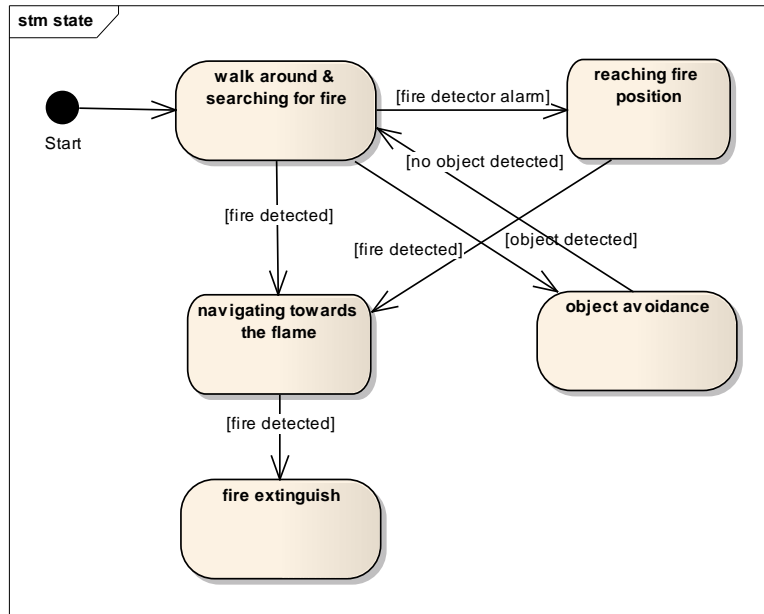 stm state
walk around &
searching for fire
reaching fire
position
[fire detector alarm]
Start
[no object detected]
[fire detected]
[fire detected]
[object detected]
navigating towards
the flame
object avoidance
[fire detected]
fire extinguish